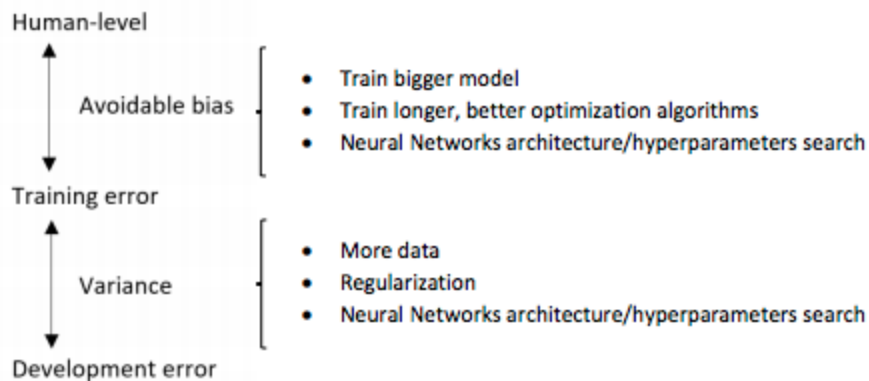 Human-level
Avoidable bias
• Train bigger model
• Train longer, better optimization algorithms
• Neural Networks architecture/hyperparameters search
Training error
Variance
• More data
• Regularization
• Neural Networks architecture/hyperparameters search
Development error